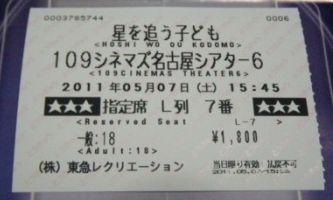 0003785744 0006
星を追う子ども
<HOSHI WO OU KODOMO>
109シネマズ名古屋シアター6
<109CINEMAS THEATER6>
2011年05月07日(土) 15:45
★★★ 指定席 L列 7番 ★★★
<Reserved Seat L-7 >
一般:18 ¥1,800
<Adult:18>
(株)東急レクリエーション 当日限り有効 払戻不可